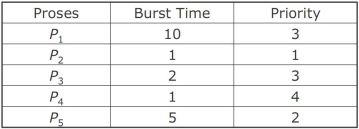 Proses Burst Time Priority
P1 10 3
P2 1 1
P3 2 3
P4 1 4
P5 5 2